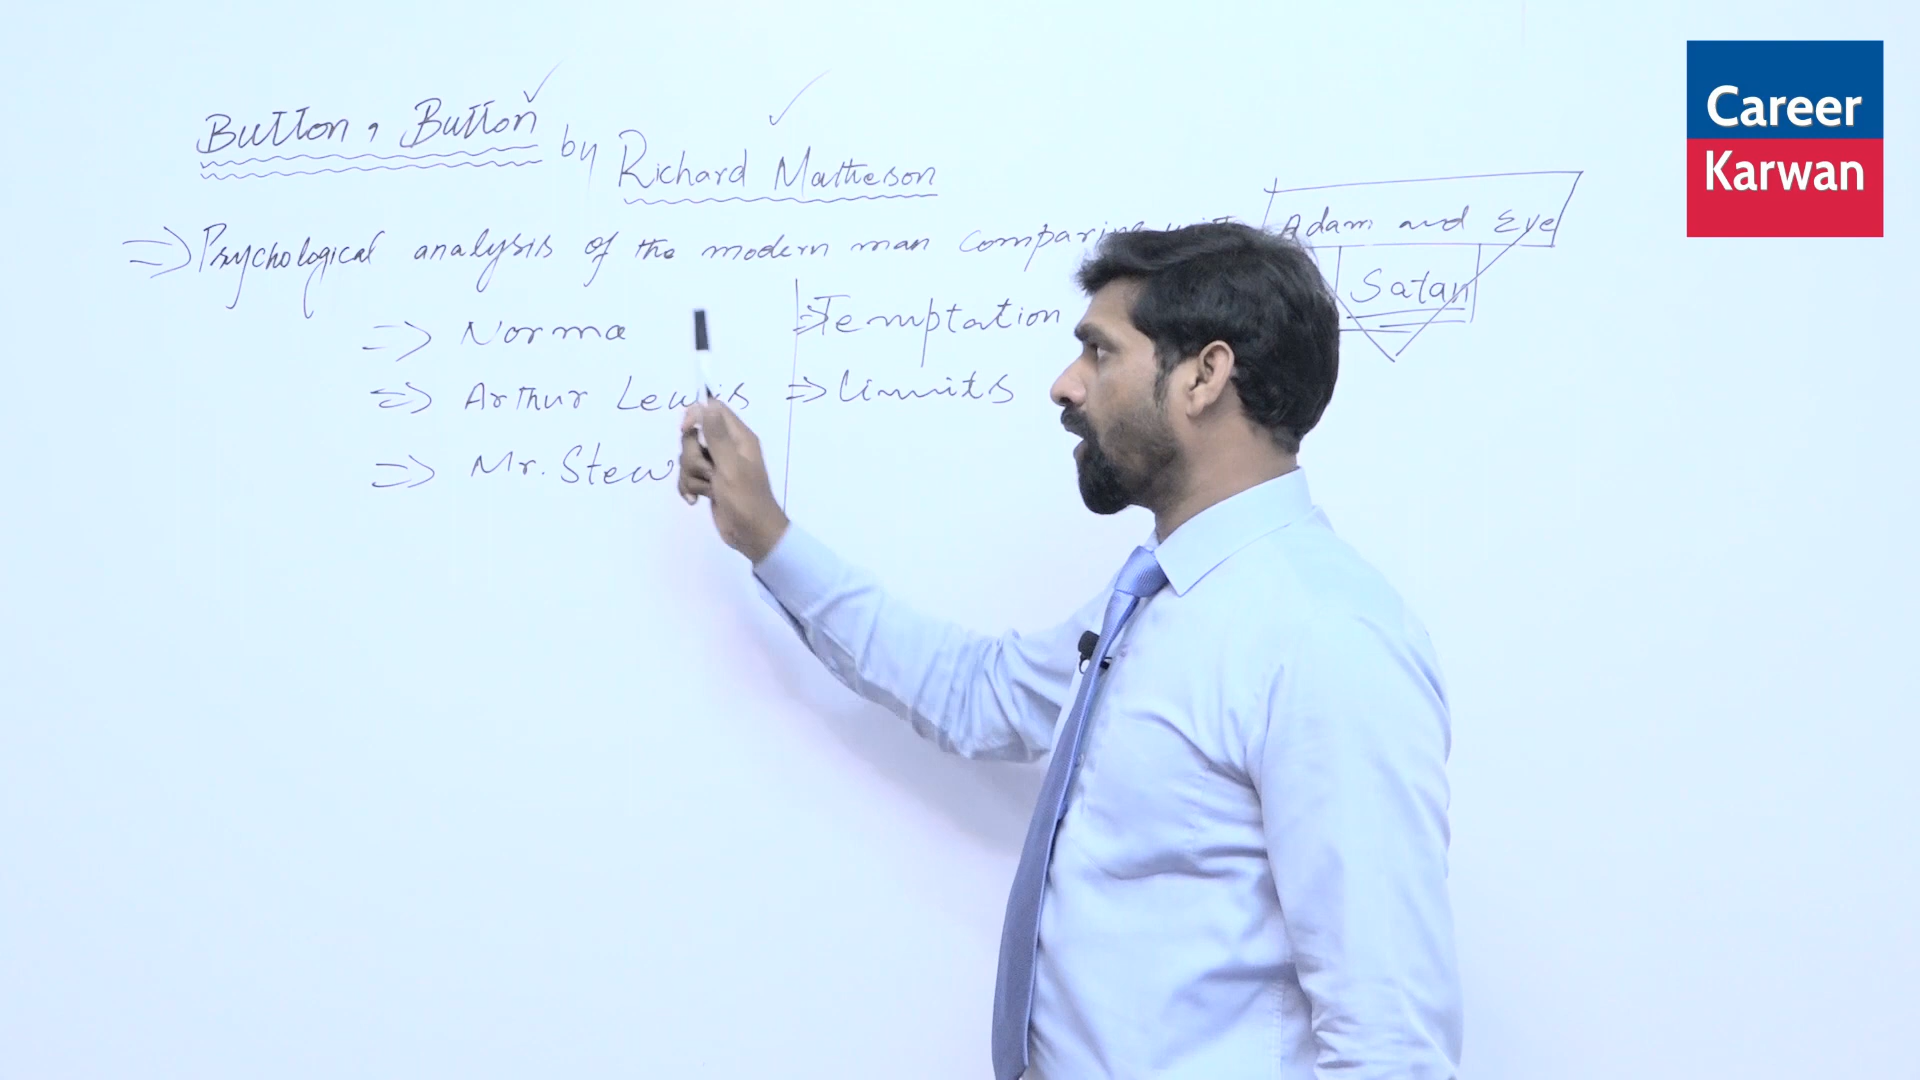 Button, Button by Richard Matheson
⇒ Psychological analysis of the modern man comparing Adam and Eve
Satan
⇒ Norma
⇒ Arthur Lewis
⇒ Mr. Stew
⇒ Temptation
⇒ limits
Career
Karwan